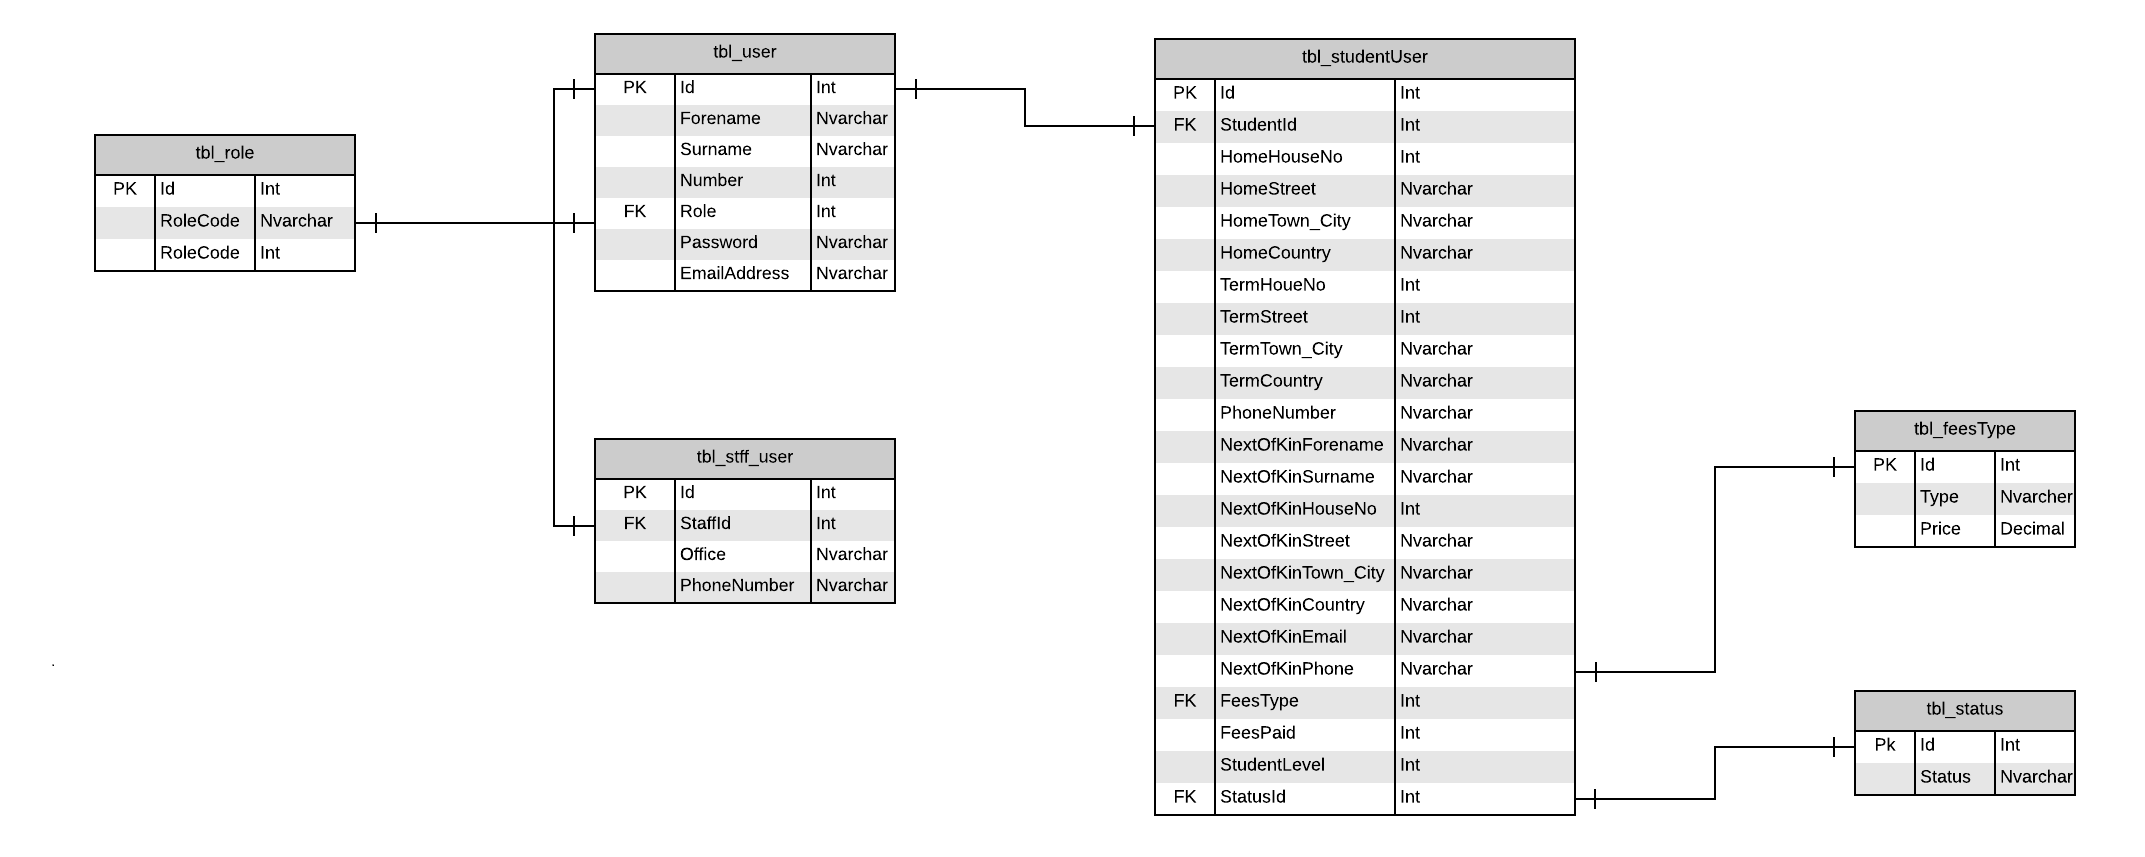 tbl_role
PK Id Int
RoleCode Nvarchar
RoleCode Int
tbl_user
PK Id Int
Forename Nvarchar
Surname Nvarchar
Number Int
FK Role Int
Password Nvarchar
EmailAddress Nvarchar
tbl_stff_user
PK Id Int
FK StaffId Int
Office Nvarchar
PhoneNumber Nvarchar
tbl_studentUser
PK Id Int
FK StudentId Int
HomeHouseNo Int
HomeStreet Nvarchar
HomeTown_City Nvarchar
HomeCountry Nvarchar
TermHoueNo Int
TermStreet Int
TermTown_City Nvarchar
TermCountry Nvarchar
PhoneNumber Nvarchar
NextOfKinForename Nvarchar
NextOfKinSurname Nvarchar
NextOfKinHouseNo Int
NextOfKinStreet Nvarchar
NextOfKinTown_City Nvarchar
NextOfKinCountry Nvarchar
NextOfKinEmail Nvarchar
NextOfKinPhone Nvarchar
FK FeesType Int
FeesPaid Int
StudentLevel Int
FK StatusId Int
tbl_feesType
PK Id Int
Type Nvarcher
Price Decimal
tbl_status
Pk Id Int
Status Nvarchar